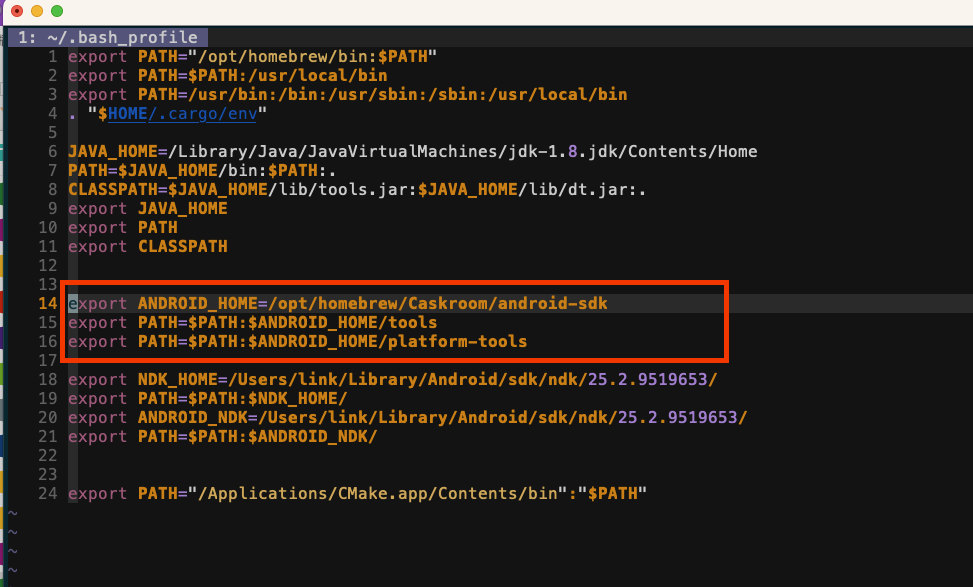 1: ~/.bash_profile
1 export PATH="/opt/homebrew/bin:$PATH"
2 export PATH=$PATH:/usr/local/bin
3 export PATH=/usr/bin:/bin:/usr/sbin:/sbin:/usr/local/bin
4 . "$HOME/.cargo/env"
5
6 JAVA_HOME=/Library/Java/JavaVirtualMachines/jdk-1.8.jdk/Contents/Home
7 PATH=$JAVA_HOME/bin:$PATH:.
8 CLASSPATH=$JAVA_HOME/lib/tools.jar:$JAVA_HOME/lib/dt.jar:.
9 export JAVA_HOME
10 export PATH
11 export CLASSPATH
12
13
14 export ANDROID_HOME=/opt/homebrew/Caskroom/android-sdk
15 export PATH=$PATH:$ANDROID_HOME/tools
16 export PATH=$PATH:$ANDROID_HOME/platform-tools
17
18 export NDK_HOME=/Users/link/Library/Android/sdk/ndk/25.2.9519653/
19 export PATH=$PATH:$NDK_HOME/
20 export ANDROID_NDK=/Users/link/Library/Android/sdk/ndk/25.2.9519653/
21 export PATH=$PATH:$ANDROID_NDK/
22
23
24 export PATH="/Applications/CMake.app/Contents/bin":"$PATH"
~
~
~
~